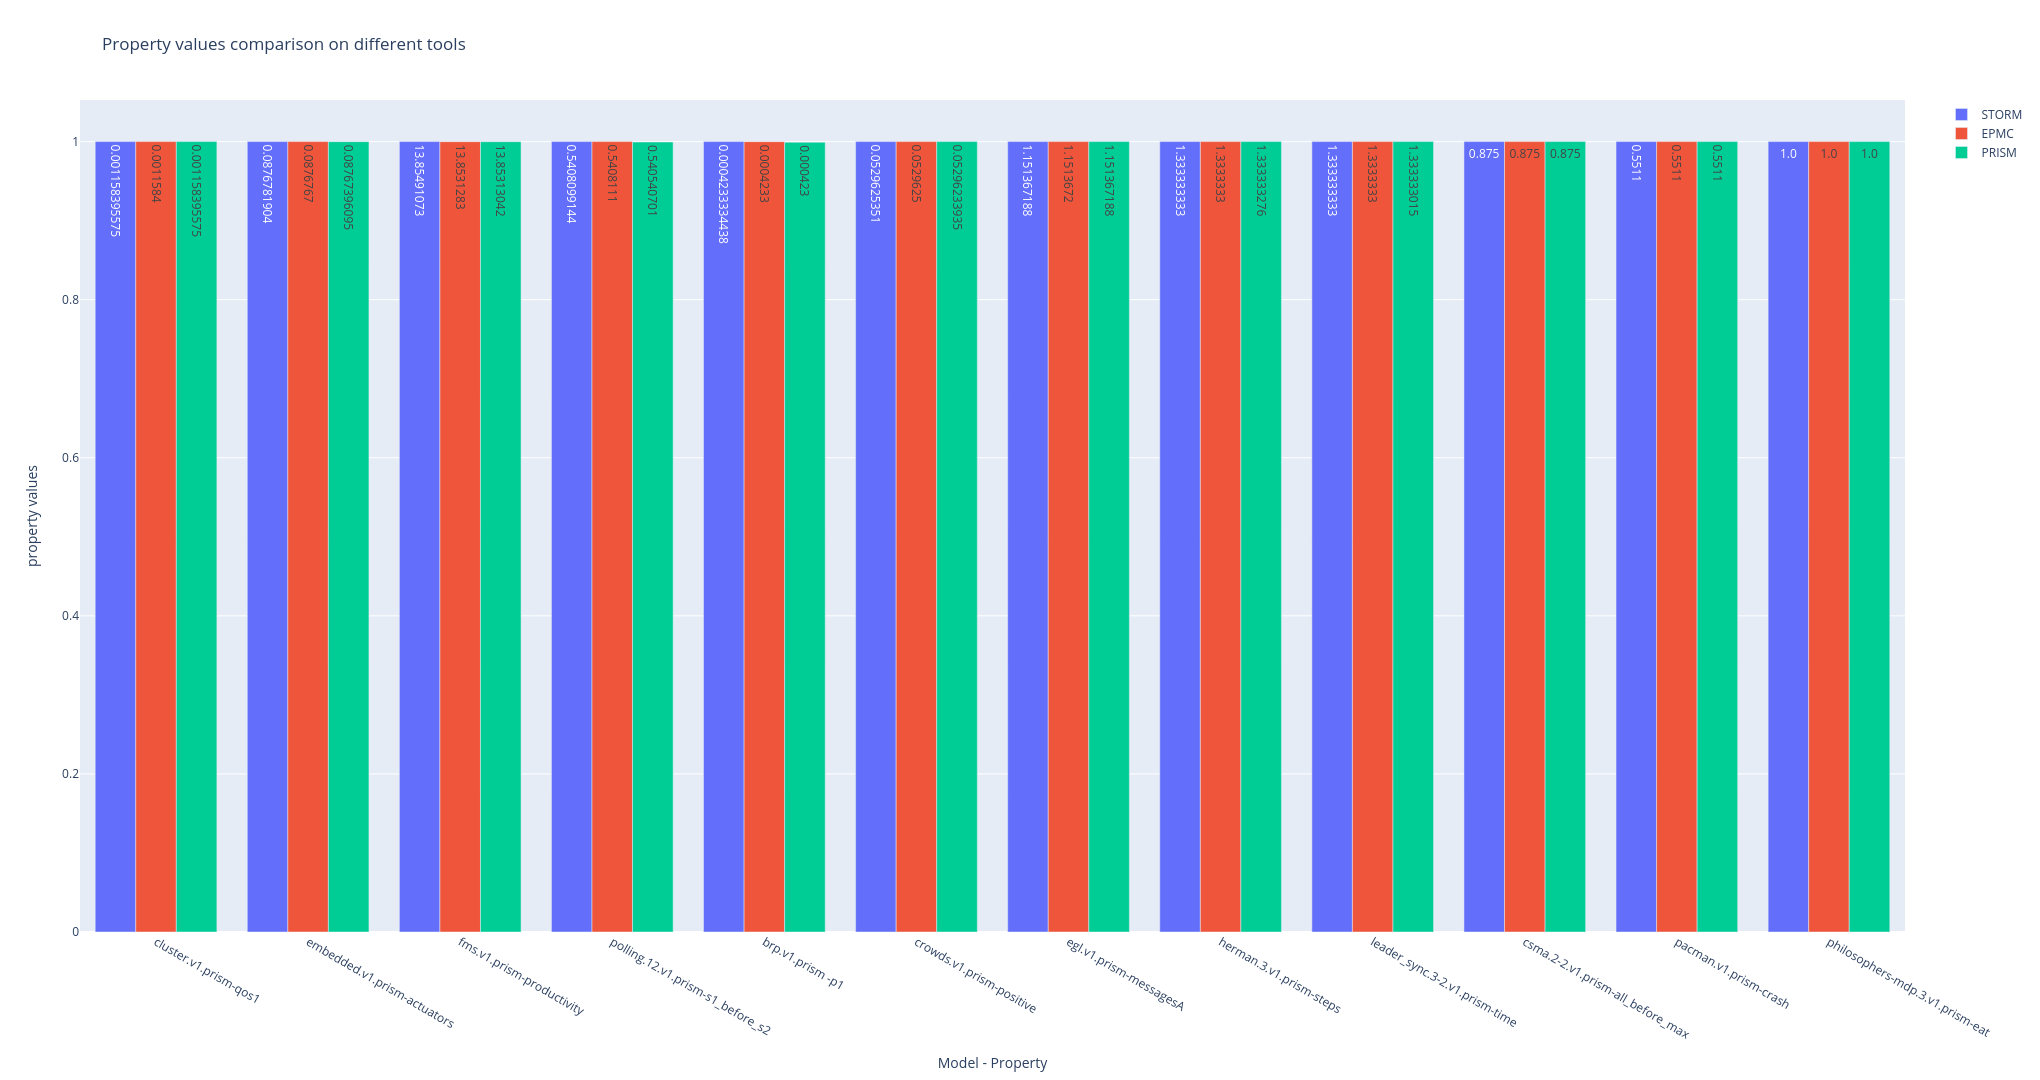 Property values comparison on different tools
STORM
EPMC
PRISM
property values
1
0.8
0.6
0.4
0.2
0
0.00115839557​5
0.0011584
0.001158395575
0.0876781904
0.0876767
0.08767396095
13.85491073
13.8531283
13.85313042
0.5408099144
0.5408111
0.540540701
0.0004233334438
0.0004233
0.000423
0.0529625351
0.0529625
0.05296233935
1.151367188
1.1513672
1.151367188
1.333333333
1.3333333
1.333333276
1.333333333
1.3333333
1.333333015
0.875
0.875
0.875
0.5511
0.5511
0.5511
1.0
1.0
1.0
cluster.v1.prism-qos1
embedded.v1.prism-actuators
fms.v1.prism-productivity
polling.12.v1.prism-s1_before_s2
brp.v1.prism -p1
crowds.v1.prism-positive
egl.v1.prism-messagesA
herman.3.v1.prism-steps
leader_sync.3-2.v1.prism-time
csma.2-2.v1.prism-all_before_max
pacman.v1.prism-crash
philosophers-mdp.3.v1.prism-eat
Model - Property